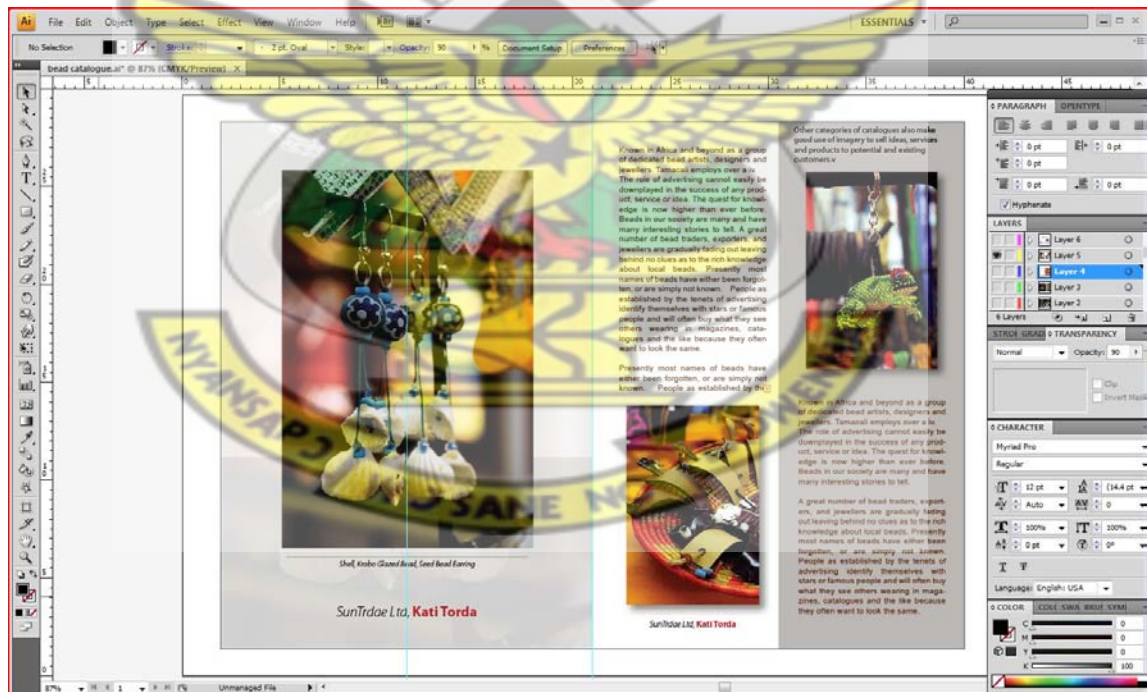 Ai File Edit Object Type Select Effect View Window Help Br ESSENTIALS
No Selection Stroke: 2 pt. Oval Style: Opacity: 90 % Document Setup Preferences
bead catalogue.ai* @ 87% (CMYK/Preview) X
Known in Africa and beyond as a group
of dedicated bead artists, designers and
jewellers. Tamacali employs over a
The role of advertising cannot easily be
downplayed in the success of any prod-
uct, service or idea. The quest for knowl-
edge is now higher than ever before.
Beads in our society are many and have
many interesting stories to tell. A great
number of bead traders, exporters, and
jewellers are gradually fading out leaving
behind no clues as to the rich knowledge
about local beads. Presently most
names of beads have either been forgot-
ten, or are simply not known. People as
established by the tenets of advertising
identify themselves with stars or famous
people and will often buy what they see
others wearing in magazines, cata-
logues and the like because they often
want to look the same.
Presently most names of beads have
either been forgotten, or are simply not
known. People as established by the
Shell, Krobo Glazed Bead, Seed Bead Earring
SunTrdae Ltd, Kati Torda
SunTrdae Ltd, Kati Torda
Other categories of catalogues also make
good use of imagery to sell ideas, services
and products to potential and existing
customers.v
Known in Africa and beyond as a group
of dedicated bead artists, designers and
jewellers. Tamacali employs over a
The role of advertising cannot easily be
downplayed in the success of any prod-
uct, service or idea. The quest for knowl-
edge is now higher than ever before.
Beads in our society are many and have
many interesting stories to tell.
A great number of bead traders, export-
ers, and jewellers are gradually fading
out leaving behind no clues as to the rich
knowledge about local beads. Presently
most names of beads have either been
forgotten, or are simply not known.
People as established by the tenets of
advertising identify themselves with
stars or famous people and will often buy
what they see others wearing in maga-
zines, catalogues and the like because
they often want to look the same.
PARAGRAPH OPENTYPE
0 pt 0 pt
0 pt
0 pt 0 pt
Hyphenate
LAYERS
Layer 6
Layer 5
Layer 4
Layer 3
Layer 2
6 Layers
STROK GRAD TRANSPARENCY
Normal Opacity: 90
Clip
Invert Mask
CHARACTER
Myriad Pro
Regular
12 pt (14.4 pt
Auto 0
100% 100%
0 pt 0°
Language: English: USA
COLOR COLO SWA BRUS SYMI
C 0
M 0
Y 0
K 100
87% 1 Unmanaged File
SANE NO